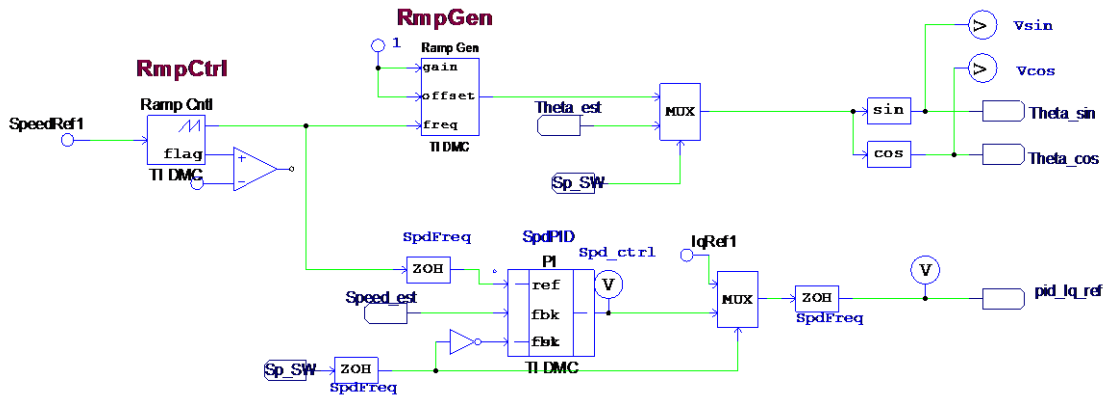 RmpGen
Vsin
1
Ramp Gen
RmpCtrl
gain
Vcos
Ramp Cntl
offset
Theta_est
MUX
sin
Theta_sin
SpeedRef1
freq
flag
TI DMC
cos
TI DMC
Sp_SW
Theta_cos
SpdFreq
SpdPID
IqRef1
PI
Spd_ctrl
ZOH
ref
V
V
Speed_est
MUX
ZOH
pid_Iq_ref
fbk
SpdFreq
Sp_SW
ZOH
TI DMC
SpdFreq
V
V